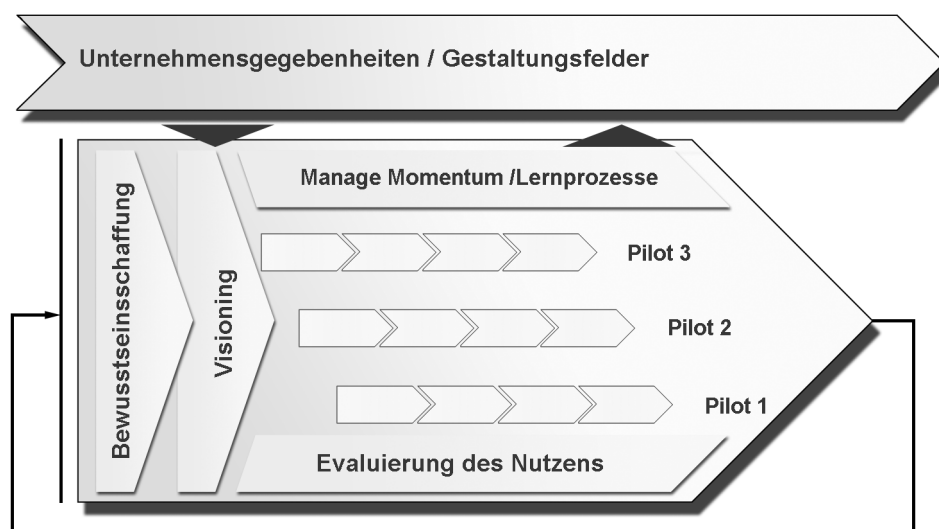 Unternehmensgegebenheiten / Gestaltungsfelder
Bewusstseinsschaffung
Visioning
Manage Momentum /Lernprozesse
Pilot 3
Pilot 2
Pilot 1
Evaluierung des Nutzens